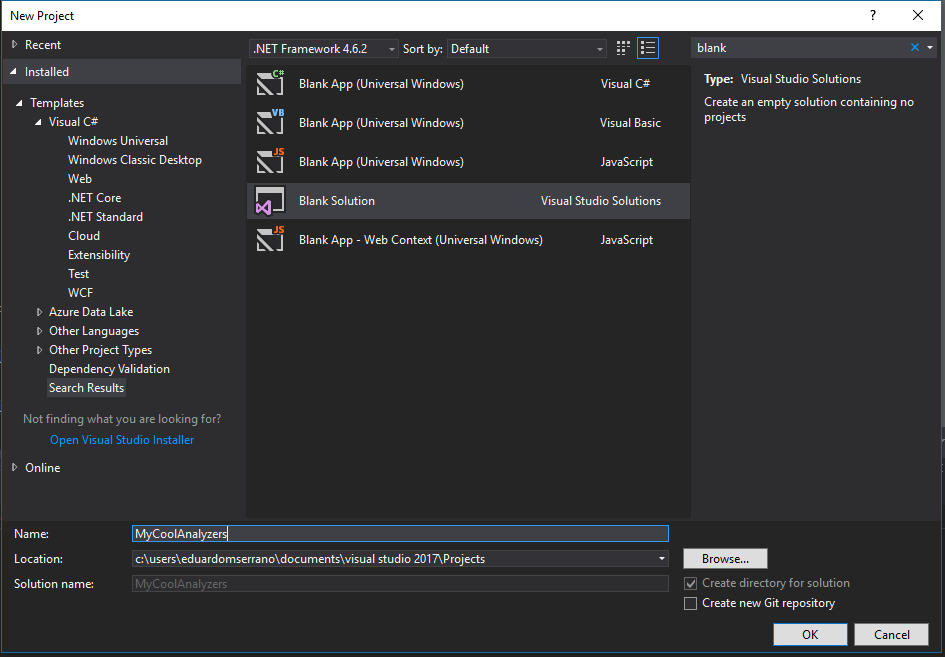 New Project
?
Recent
Installed
Templates
Visual C#
Windows Universal
Windows Classic Desktop
Web
.NET Core
.NET Standard
Cloud
Extensibility
Test
WCF
Azure Data Lake
Other Languages
Other Project Types
Dependency Validation
Search Results
Not finding what you are looking for?
Open Visual Studio Installer
Online
.NET Framework 4.6.2 Sort by: Default
C# Blank App (Universal Windows) Visual C#
VB Blank App (Universal Windows) Visual Basic
JS Blank App (Universal Windows) JavaScript
Blank Solution Visual Studio Solutions
JS Blank App - Web Context (Universal Windows) JavaScript
blank
Type: Visual Studio Solutions
Create an empty solution containing no
projects
Name: MyCoolAnalyzers
Location: c:\users\eduardomserrano\documents\visual studio 2017\Projects Browse...
Solution name: MyCoolAnalyzers
Create directory for solution
Create new Git repository
OK Cancel